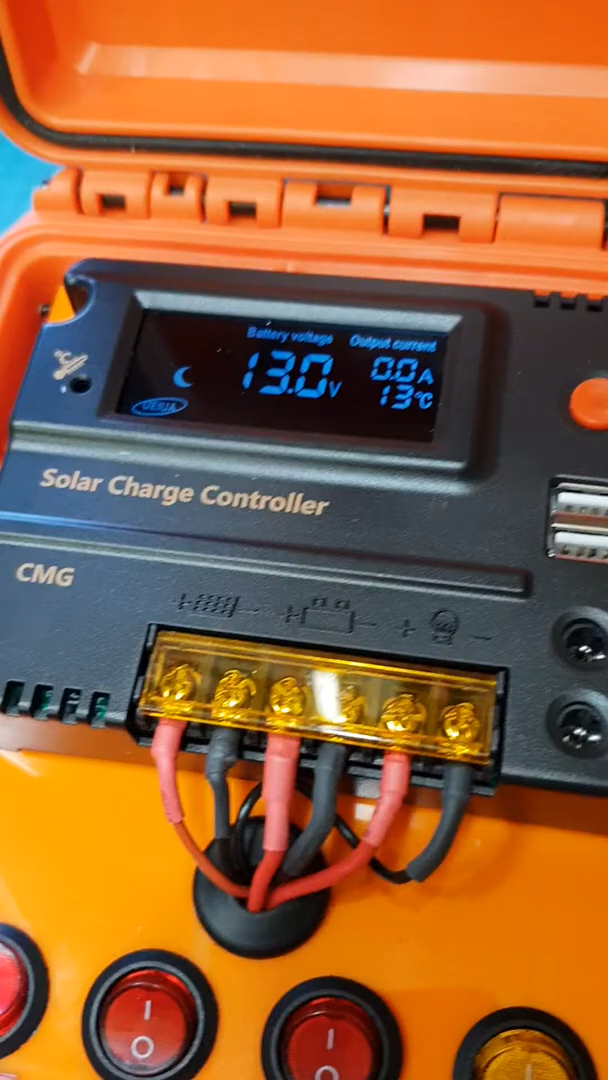 Battery voltage Output current
13.0V 0.0A
13°C
°C
Solar Charge Controller
CMG
+ - + - + -
I O I O